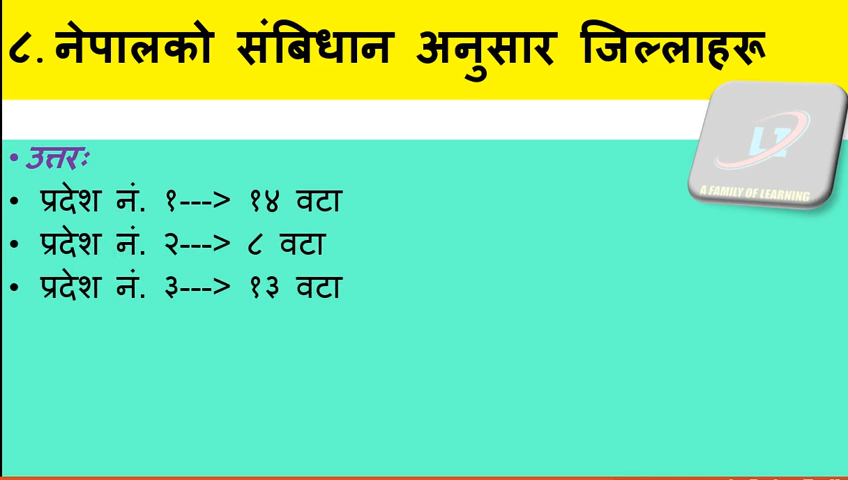 ८. नेपालको संबिधान अनुसार जिल्लाहरू
LI
A FAMILY OF LEARNING
• उत्तरः
• प्रदेश नं. १---> १४ वटा
• प्रदेश नं. २---> ८ वटा
• प्रदेश नं. ३---> १३ वटा